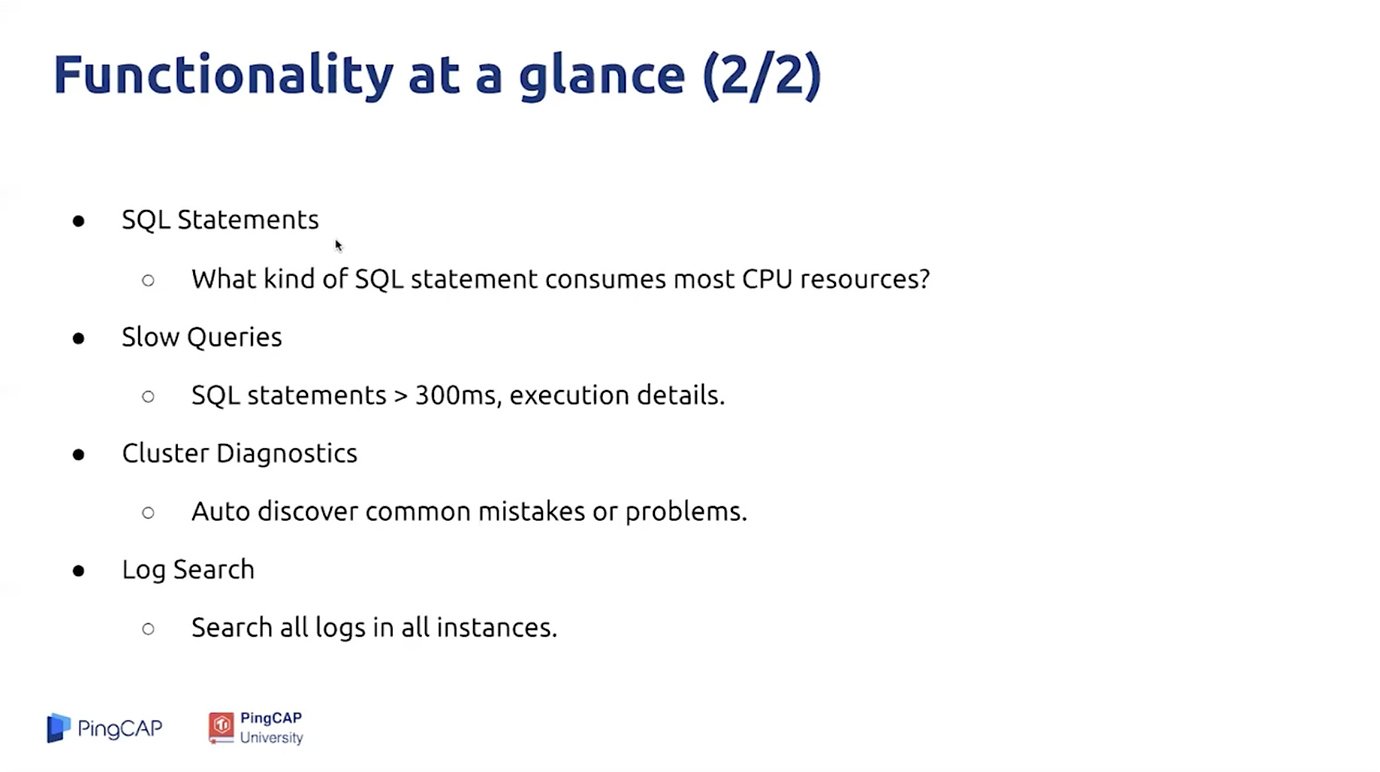 Functionality at a glance (2/2)
● SQL Statements
○ What kind of SQL statement consumes most CPU resources?
● Slow Queries
○ SQL statements > 300ms, execution details.
● Cluster Diagnostics
○ Auto discover common mistakes or problems.
● Log Search
○ Search all logs in all instances.
PingCAP
PingCAP
University